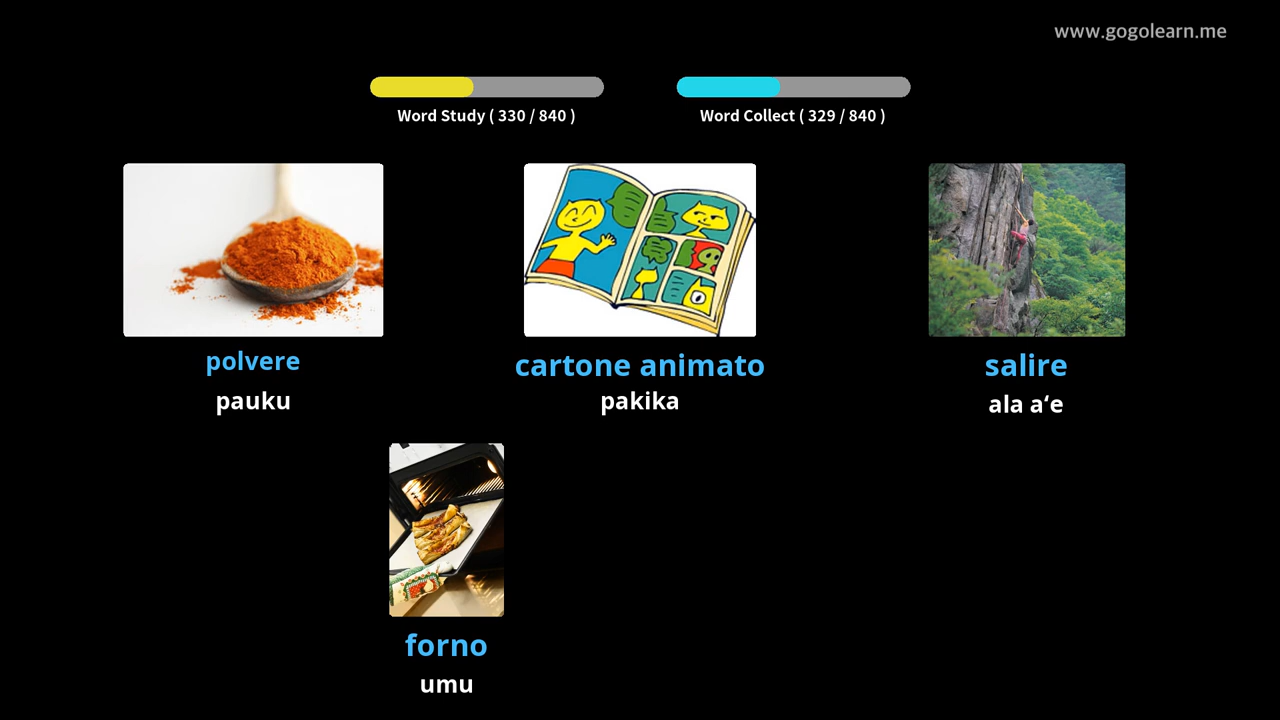 www.gogolearn.me
Word Study ( 330 / 840 )
Word Collect ( 329 / 840 )
polvere
pauku
cartone animato
pakika
salire
ala aʻe
forno
umu